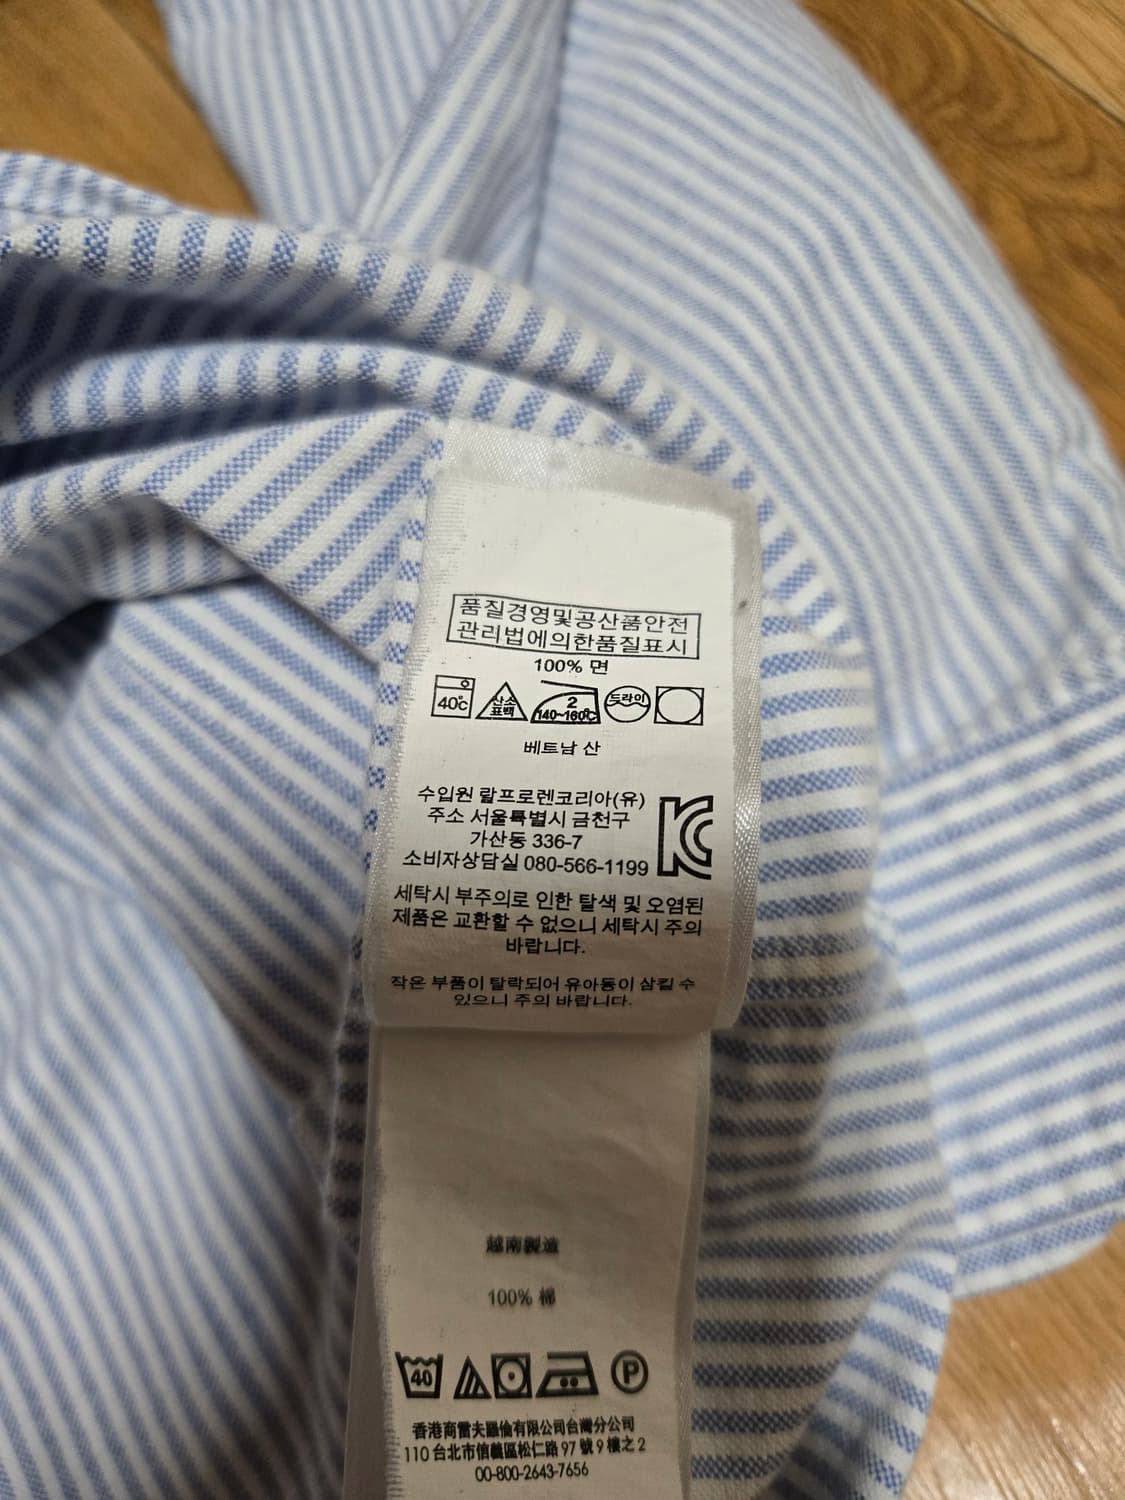 품질경영및공산품안전
관리법에의한품질표시
100% 면
40℃
산소
표백
2
140~160℃
드라이
베트남 산
수입원 랄프로렌코리아(유)
주소 서울특별시 금천구
가산동 336-7
소비자상담실 080-566-1199
세탁시 부주의로 인한 탈색 및 오염된
제품은 교환할 수 없으니 세탁시 주의
바랍니다.
작은 부품이 탈락되어 유아동이 삼킬 수
있으니 주의 바랍니다.
越南製造
100% 棉
40
P
香港商雷夫羅倫有限公司台灣分公司
110 台北市信義區松仁路 97 號 9 樓之 2
00-800-2643-7656